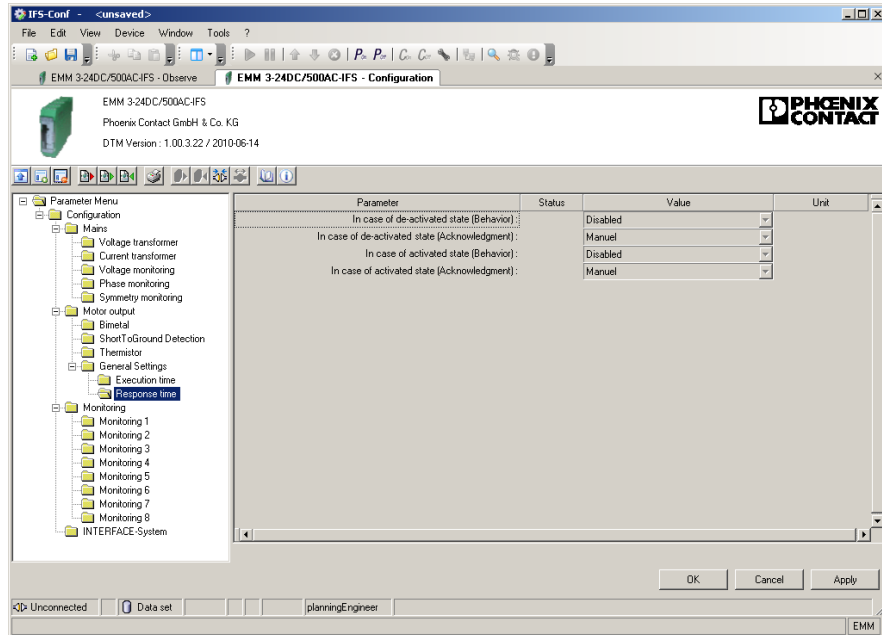 IFS-Conf - <unsaved>
File Edit View Device Window Tools ?
EMM 3-24DC/500AC-IFS - Observe EMM 3-24DC/500AC-IFS - Configuration
EMM 3-24DC/500AC-IFS
Phoenix Contact GmbH & Co. KG
DTM Version : 1.00.3.22 / 2010-06-14
PHŒNIX
CONTACT
Parameter Menu
Configuration
Mains
Voltage transformer
Current transformer
Voltage monitoring
Phase monitoring
Symmetry monitoring
Motor output
Bimetal
ShortToGround Detection
Thermistor
General Settings
Execution time
Response time
Monitoring
Monitoring 1
Monitoring 2
Monitoring 3
Monitoring 4
Monitoring 5
Monitoring 6
Monitoring 7
Monitoring 8
INTERFACE-System
Parameter Status Value Unit
In case of de-activated state (Behavior) : Disabled
In case of de-activated state (Acknowledgment) : Manuel
In case of activated state (Behavior) : Disabled
In case of activated state (Acknowledgment) : Manuel
OK Cancel Apply
Unconnected Data set planningEngineer
EMM